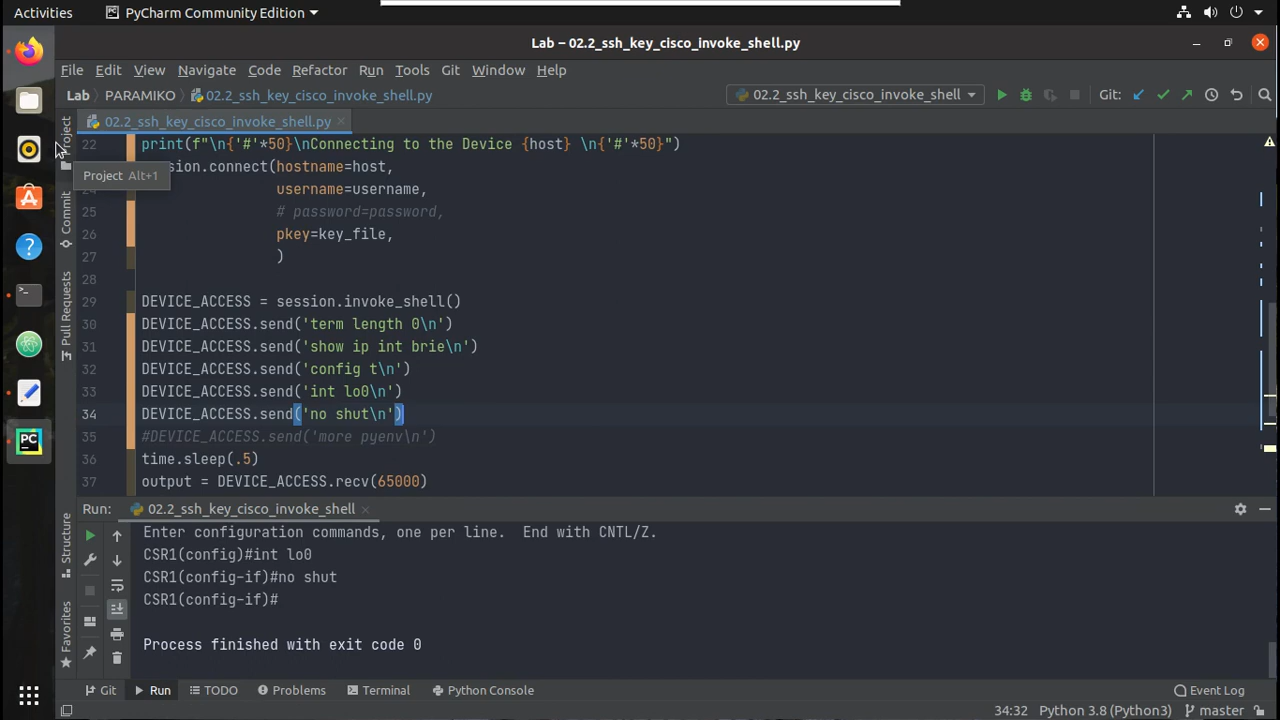 Activities PyCharm Community Edition
Lab – 02.2_ssh_key_cisco_invoke_shell.py
File Edit View Navigate Code Refactor Run Tools Git Window Help
Lab PARAMIKO 02.2_ssh_key_cisco_invoke_shell.py 02.2_ssh_key_cisco_invoke_shell Git:
02.2_ssh_key_cisco_invoke_shell.py
Project
Commit
Pull Requests
Structure
Favorites
22 print(f"\n{'#'*50}\nConnecting to the Device {host} \n{'#'*50}")
sion.connect(hostname=host,
Project Alt+1
24 username=username,
25 # password=password,
26 pkey=key_file,
27 )
28
29 DEVICE_ACCESS = session.invoke_shell()
30 DEVICE_ACCESS.send('term length 0\n')
31 DEVICE_ACCESS.send('show ip int brie\n')
32 DEVICE_ACCESS.send('config t\n')
33 DEVICE_ACCESS.send('int lo0\n')
34 DEVICE_ACCESS.send('no shut\n')
35 #DEVICE_ACCESS.send('more pyenv\n')
36 time.sleep(.5)
37 output = DEVICE_ACCESS.recv(65000)
Run: 02.2_ssh_key_cisco_invoke_shell
Enter configuration commands, one per line.  End with CNTL/Z.
CSR1(config)#int lo0
CSR1(config-if)#no shut
CSR1(config-if)#
Process finished with exit code 0
Git Run TODO Problems Terminal Python Console Event Log
34:32 Python 3.8 (Python3) master